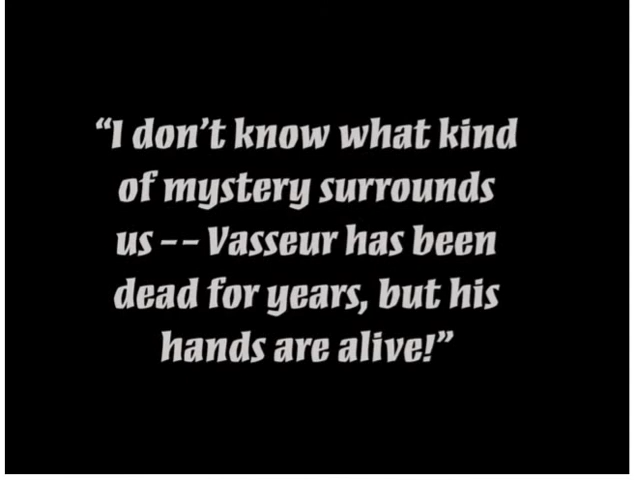 “I don’t know what kind
of mystery surrounds
us -- Vasseur has been
dead for years, but his
hands are alive!”